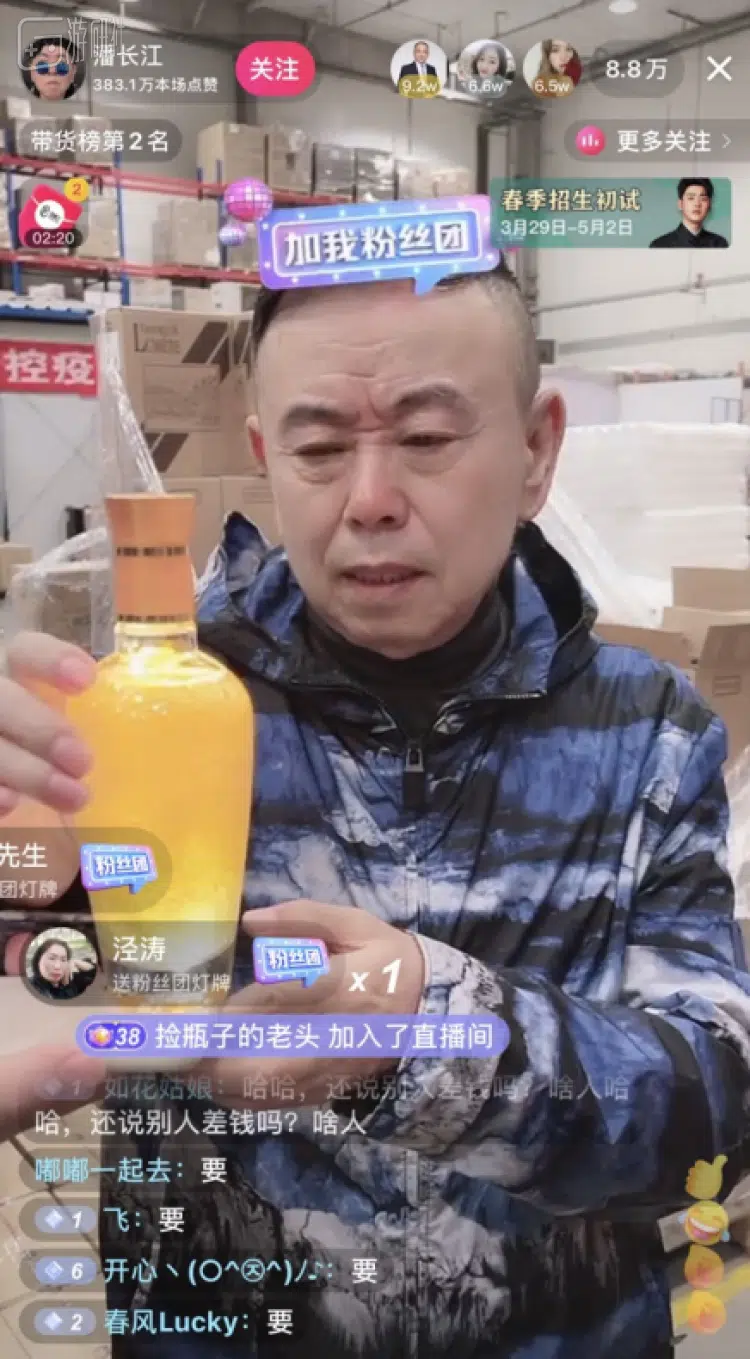 游侠
潘长江
383.1万本场点赞
关注
9.2w
6.6w
6.5w
8.8万
带货榜第2名
更多关注
2
02:20
加我粉丝团
春季招生初试
3月29日-5月2日
控疫
先生
团灯牌
粉丝团
泾涛
送粉丝团灯牌
粉丝团
x 1
38 捡瓶子的老头 加入了直播间
1 如花姑娘：哈哈，还说别人差钱吗？啥人哈
哈，还说别人差钱吗？啥人
嘟嘟一起去：要
1 飞：要
6 开心丶(〇^㉨^)ﾉ♪：要
2 春风Lucky：要